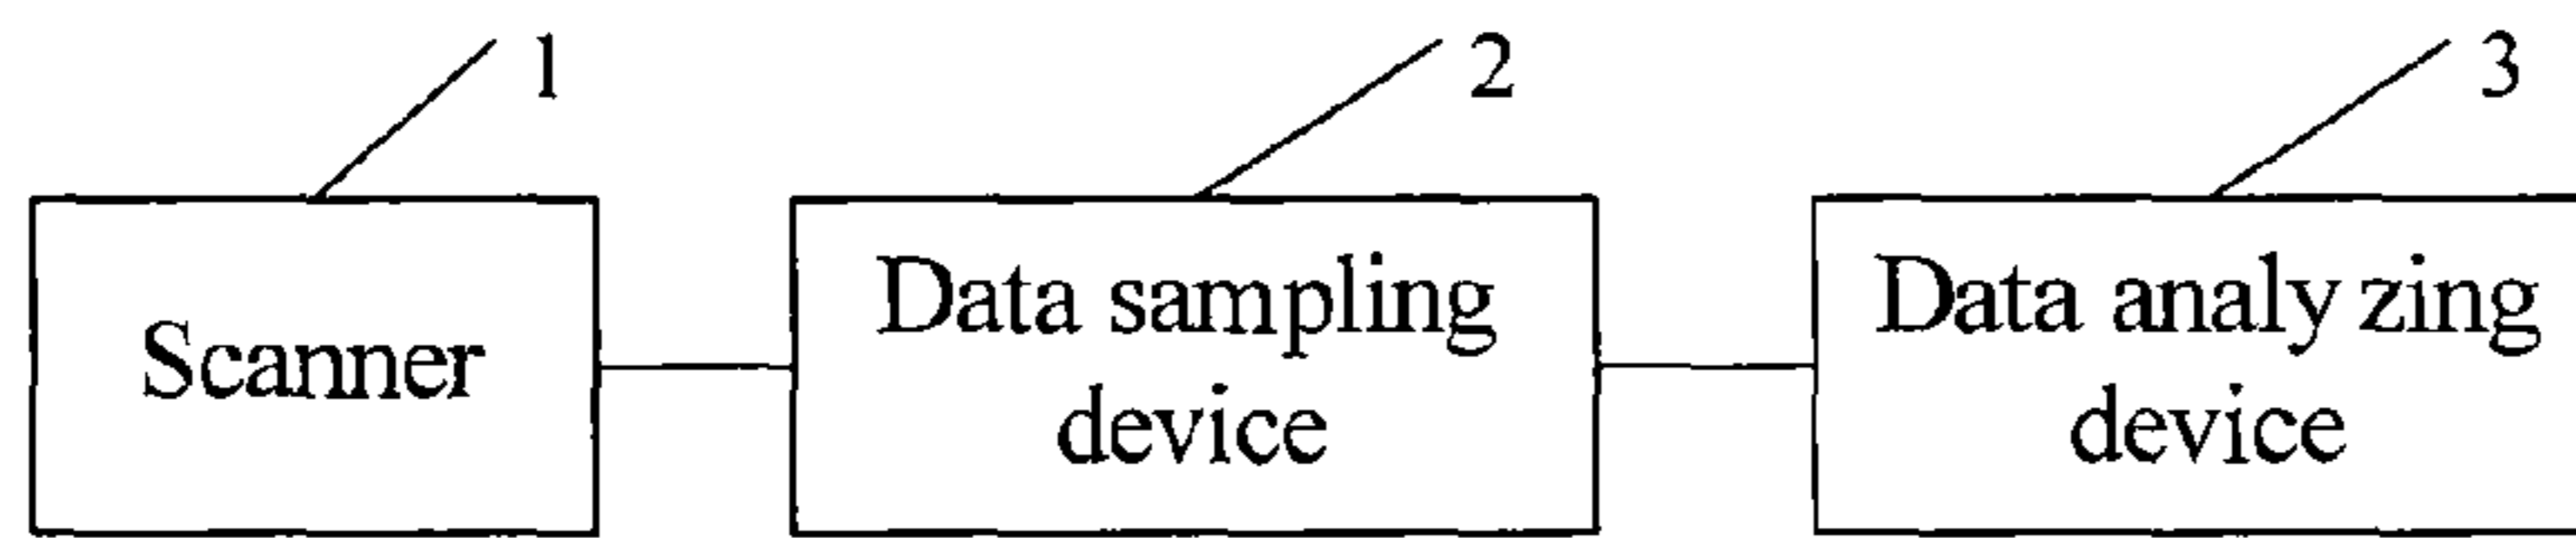 1
2
3
Scanner
Data sampling
device
Data analy zing
device